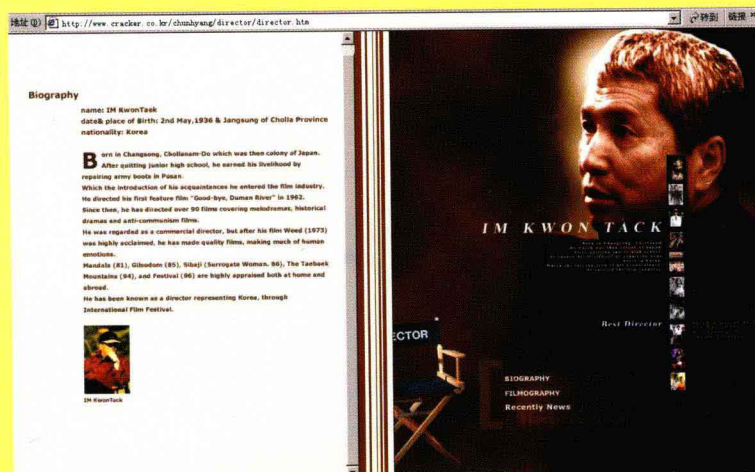 地址(D) http://www.cracker.co.kr/chunhyang/director/director.htm 转到 链接 »
Biography
name: IM KwonTaek
date& place of Birth: 2nd May,1936 & Jangsung of Cholla Province
nationality: Korea
Born in Changsong, Chollanam-Do which was then colony of Japan.
After quitting junior high school, he earned his livelihood by
repairing army boots in Pusan.
Which the introduction of his acquaintances he entered the film industry.
He directed his first feature film "Good-bye, Duman River" in 1962.
Since then, he has directed over 90 films covering melodramas, historical
dramas and anti-communism films.
He was regarded as a commercial director, but after his film Weed (1973)
was highly acclaimed, he has made quality films, making much of human
emotions.
Mandala (81), Gibodom (85), Sibaji (Surrogate Woman, 86), The Taebaek
Mountains (94), and Festival (96) are highly appraised both at home and
abroad.
He has been known as a director representing Korea, through
International Film Festival.
IM KwonTack
IM KWON TACK
Best Director
ECTOR
BIOGRAPHY
FILMOGRAPHY
Recently News